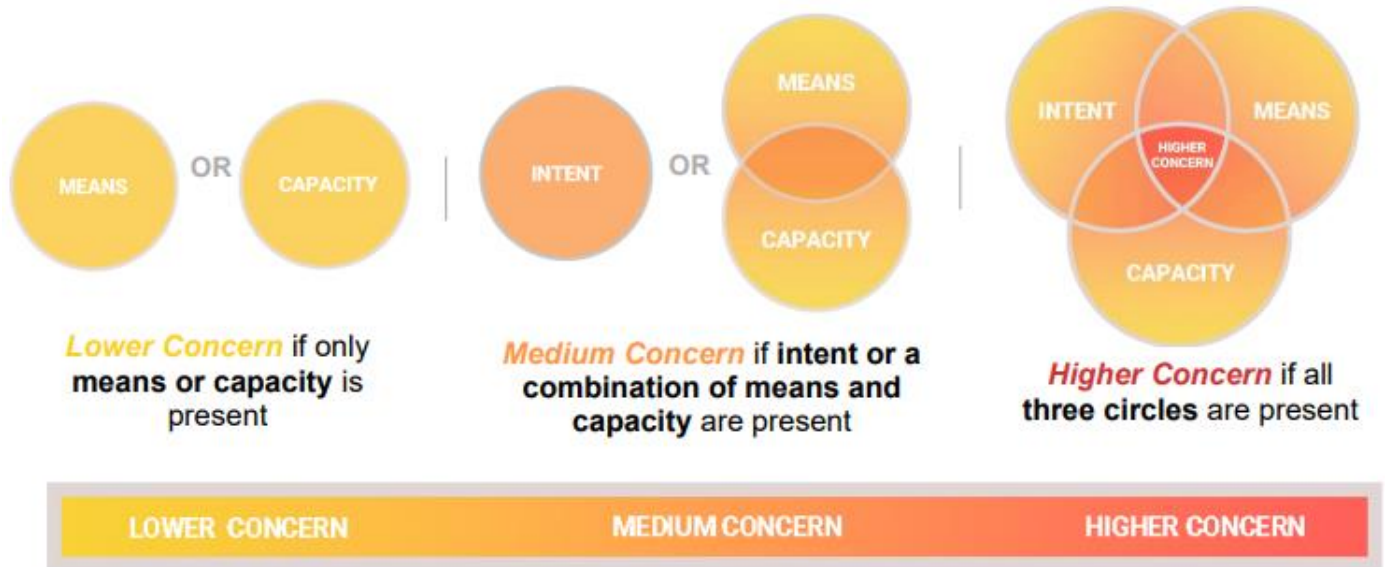 MEANS
OR
CAPACITY
Lower Concern if only
means or capacity is
present
INTENT
OR
MEANS
CAPACITY
Medium Concern if intent or a
combination of means and
capacity are present
INTENT
MEANS
HIGHER
CONCERN
CAPACITY
Higher Concern if all
three circles are present
LOWER CONCERN
MEDIUM CONCERN
HIGHER CONCERN